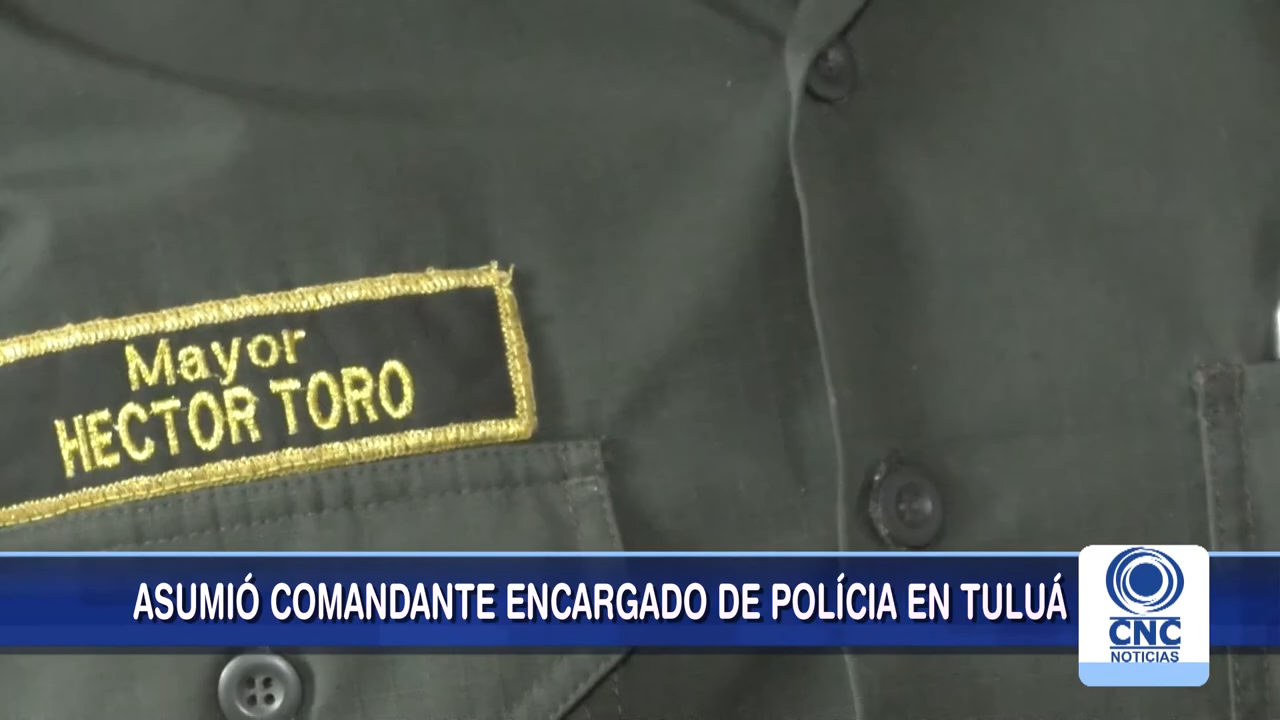 Mayor
HECTOR TORO
ASUMIÓ COMANDANTE ENCARGADO DE POLÍCIA EN TULUÁ
CNC
NOTICIAS